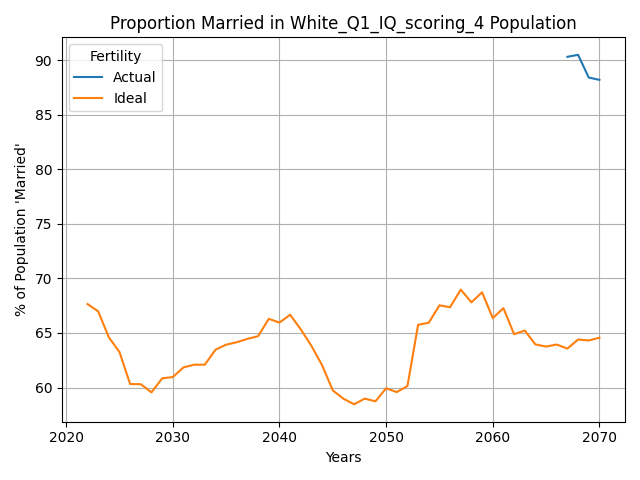 Proportion Married in White_Q1_IQ_scoring_4 Population
Fertility
Actual
Ideal
% of Population 'Married'
90
85
80
75
70
65
60
2020
2030
2040
2050
2060
2070
Years